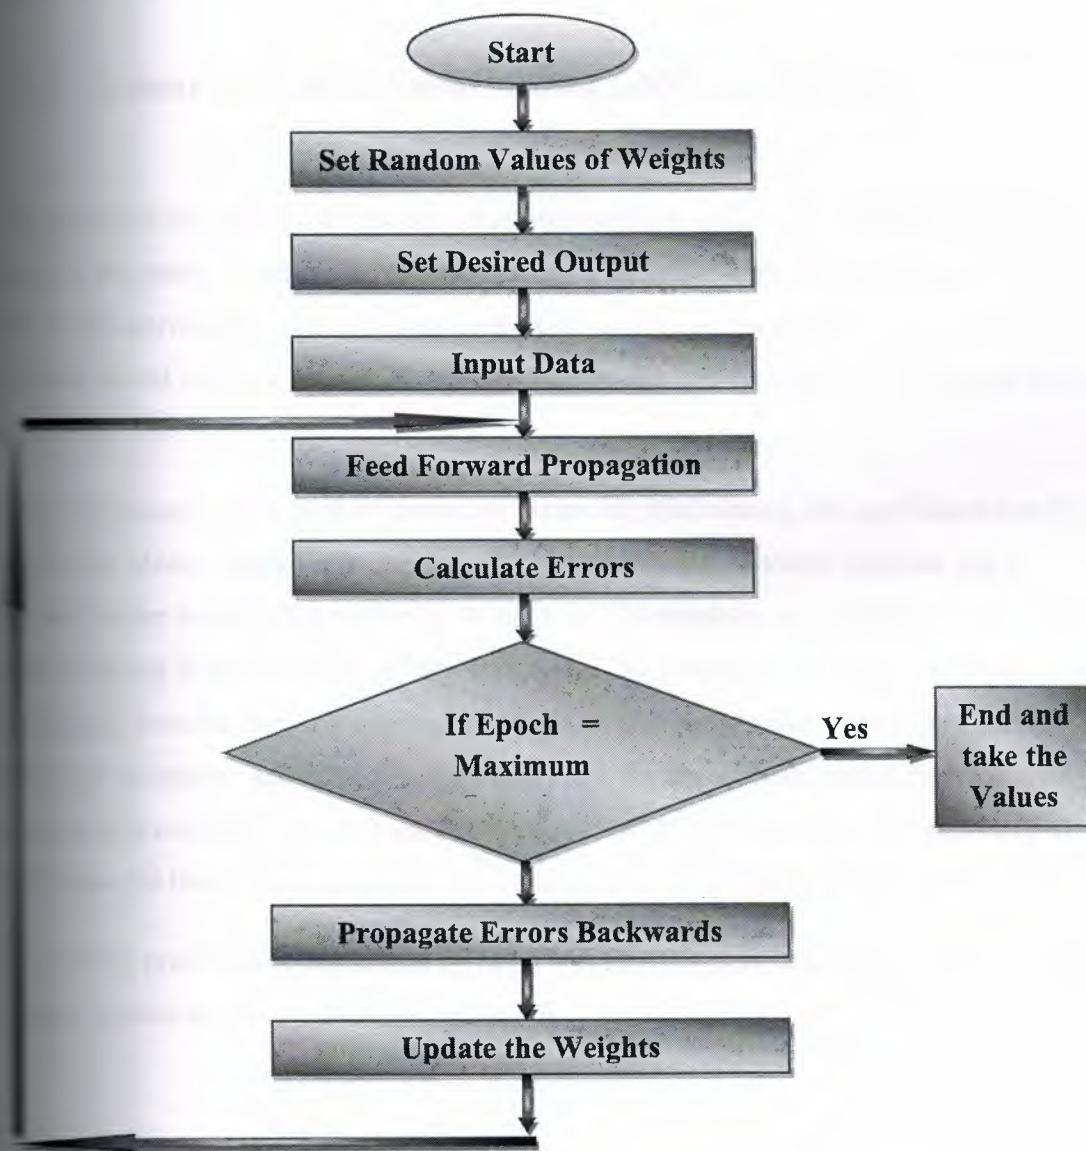 Start
Set Random Values of Weights
Set Desired Output
Input Data
Feed Forward Propagation
Calculate Errors
If Epoch =
Maximum
Yes
End and
take the
Values
Propagate Errors Backwards
Update the Weights